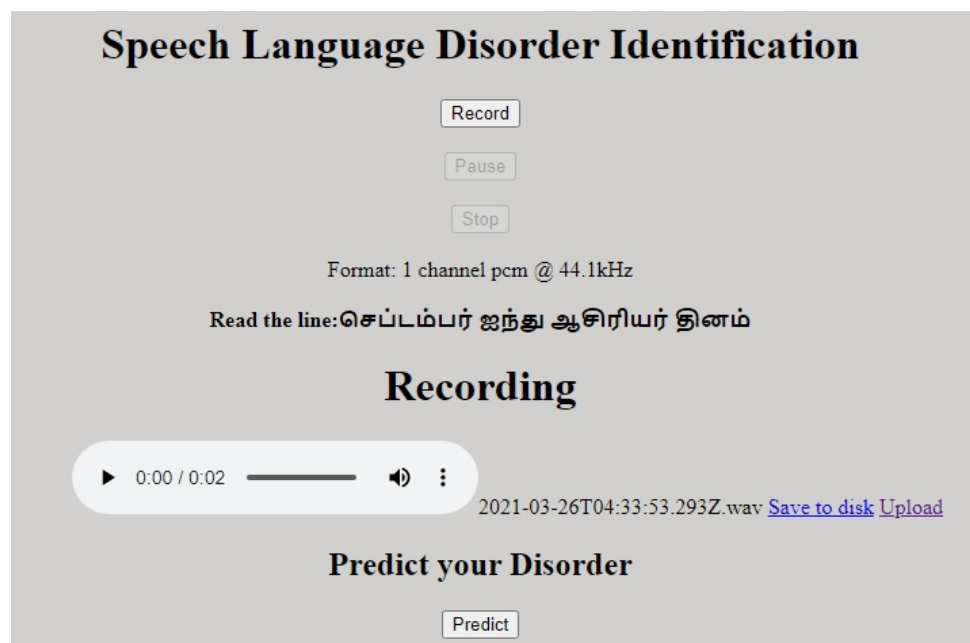 Speech Language Disorder Identification
Record
Pause
Stop
Format: 1 channel pcm @ 44.1kHz
Read the line:செப்டம்பர் ஐந்து ஆசிரியர் தினம்
Recording
0:00 / 0:02
2021-03-26T04:33:53.293Z.wav Save to disk Upload
Predict your Disorder
Predict